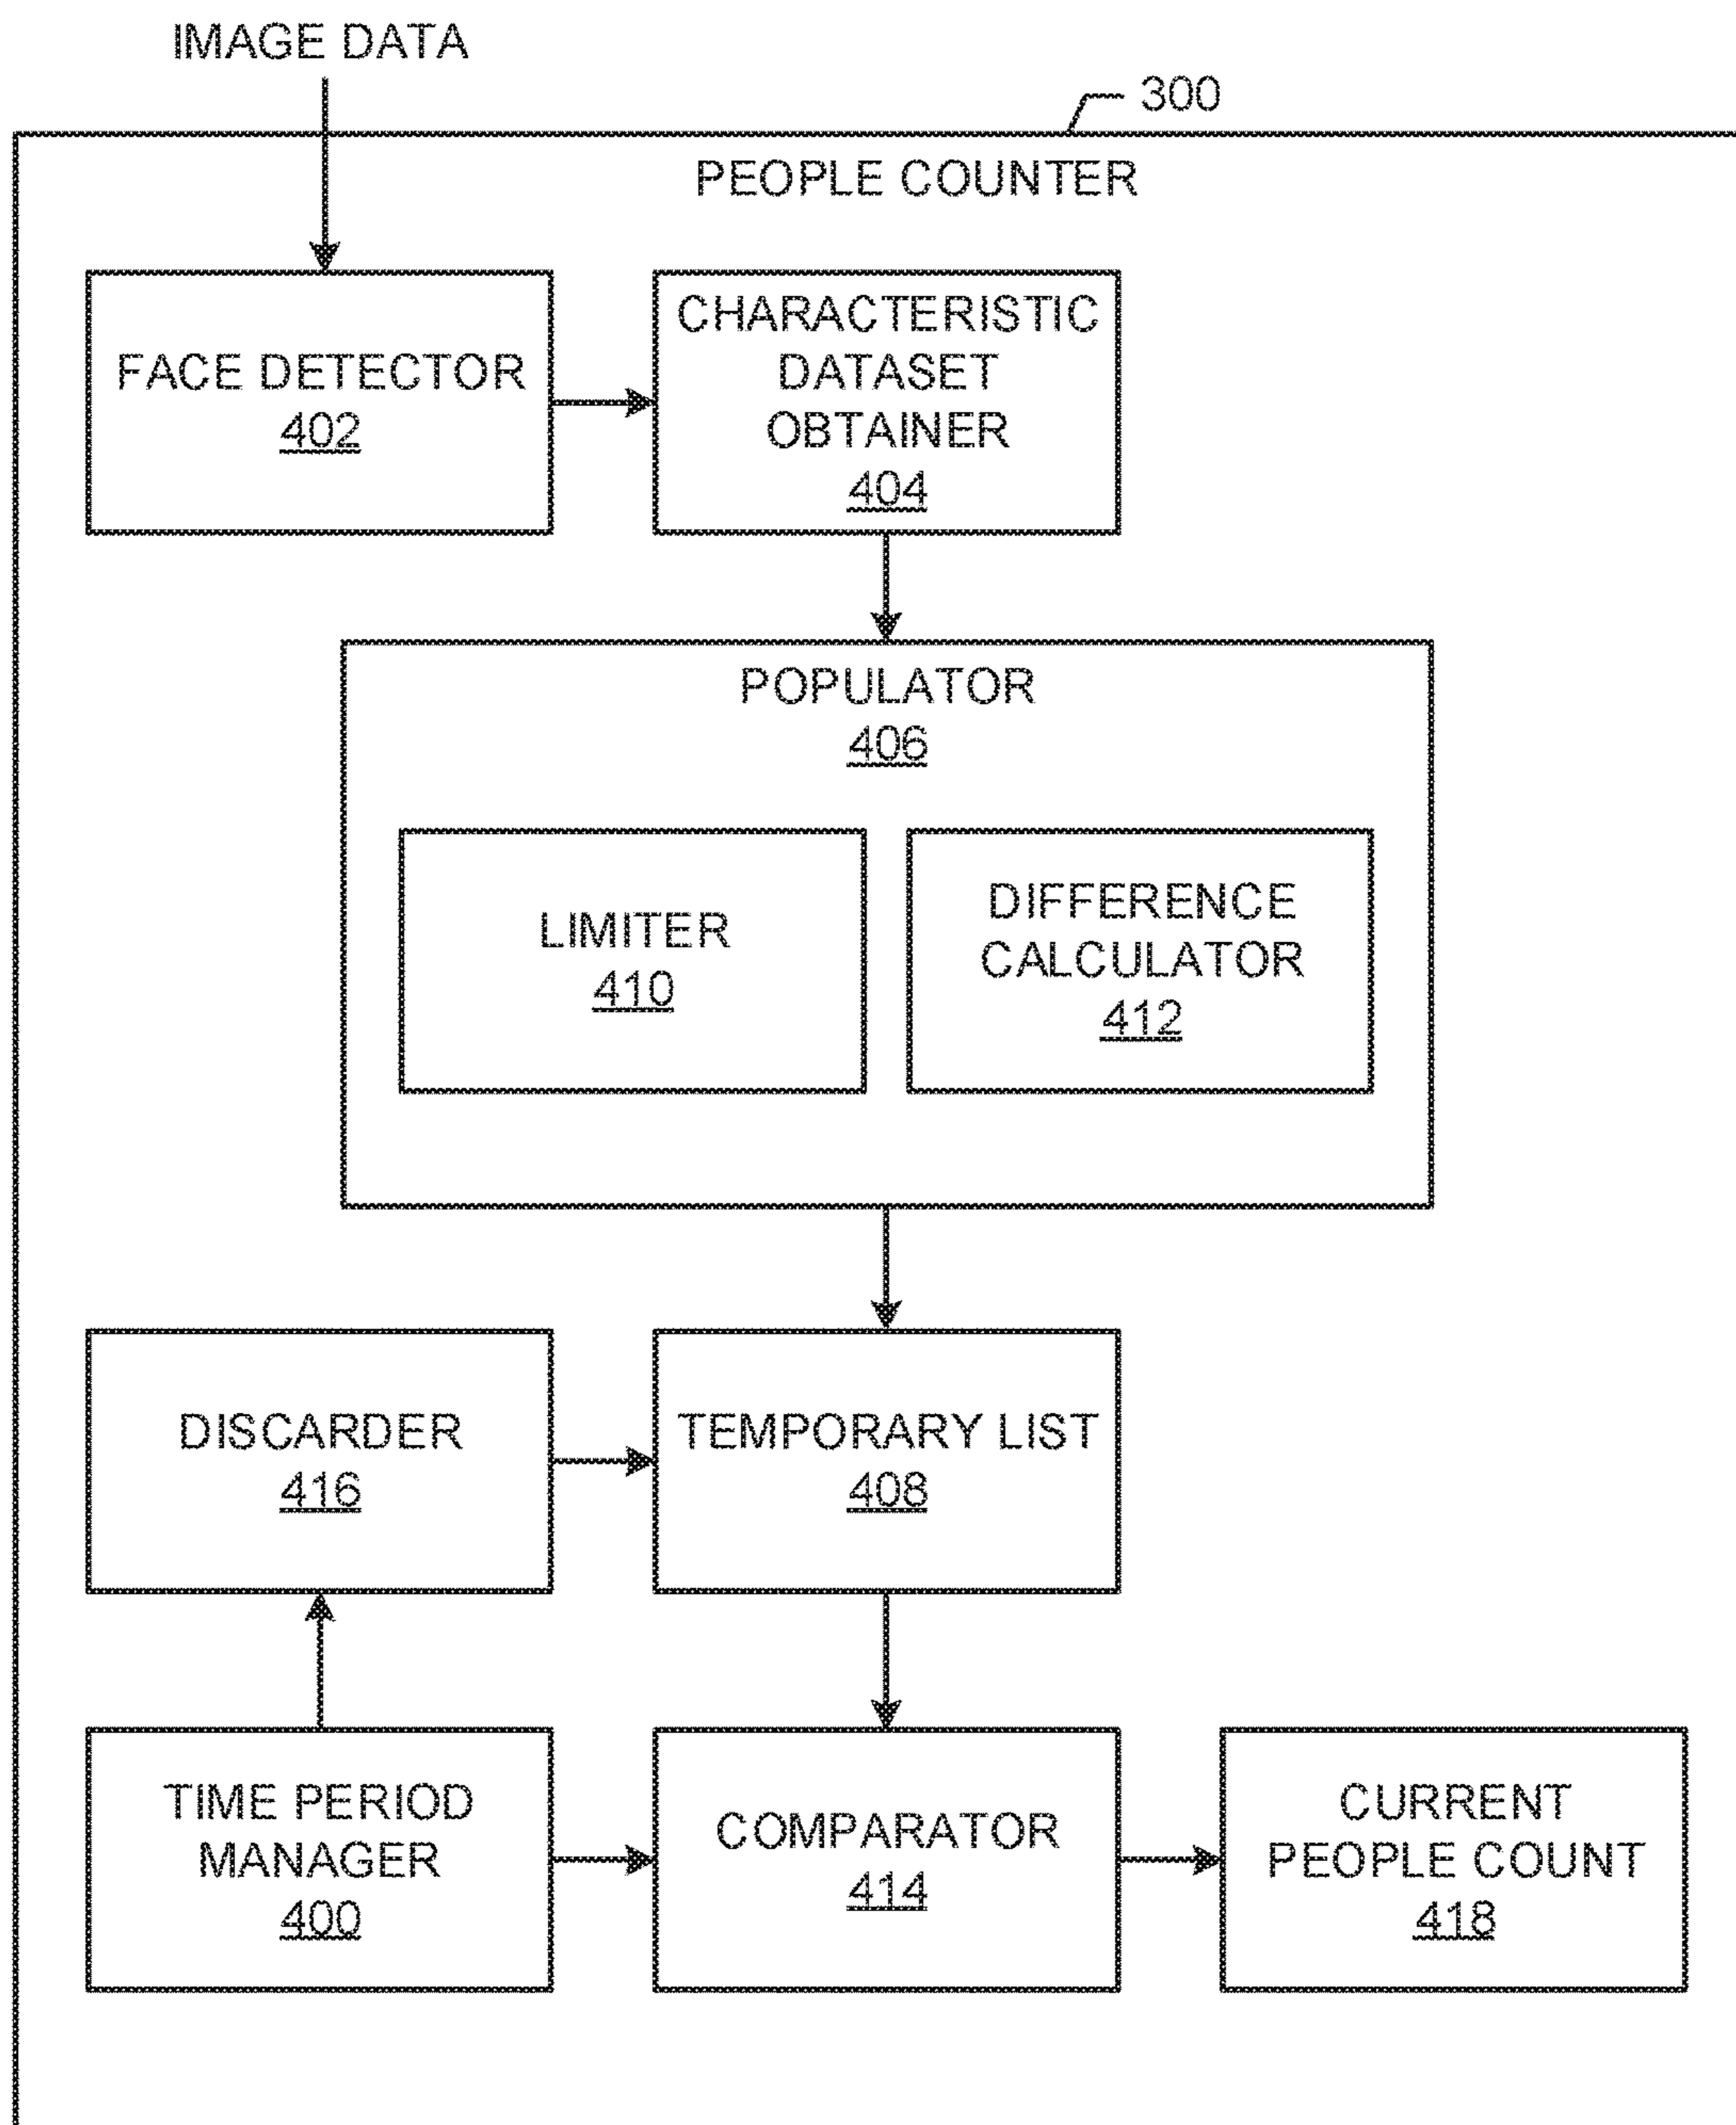 IMAGE DATA
300
PEOPLE COUNTER
FACE DETECTOR
402
CHARACTERISTIC
DATASET
OBTAINER
404
POPULATOR
406
LIMITER
410
DIFFERENCE
CALCULATOR
412
DISCARDER
416
TEMPORARY LIST
408
TIME PERIOD
MANAGER
400
COMPARATOR
414
CURRENT
PEOPLE COUNT
418